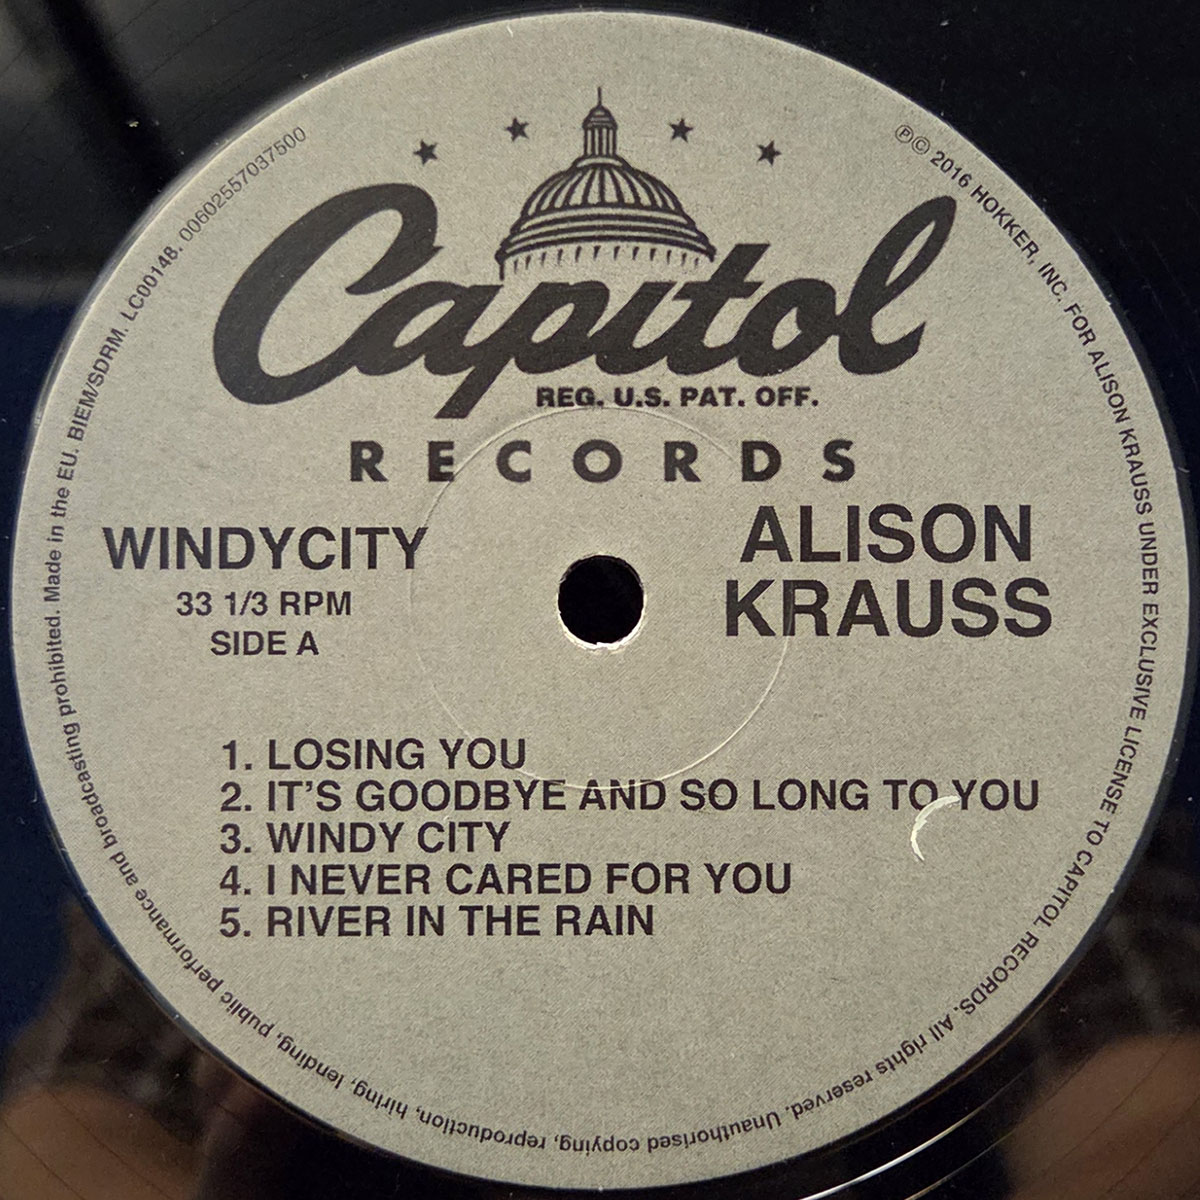 Capitol
REG. U.S. PAT. OFF.
RECORDS
WINDYCITY
33 1/3 RPM
SIDE A
ALISON
KRAUSS
1. LOSING YOU
2. IT'S GOODBYE AND SO LONG TO YOU
3. WINDY CITY
4. I NEVER CARED FOR YOU
5. RIVER IN THE RAIN
℗© 2016 HOKKER, INC. FOR ALISON KRAUSS UNDER EXCLUSIVE LICENSE TO CAPITOL RECORDS. All rights reserved. Unauthorised copying, reproduction, hiring, lending, public performance and broadcasting prohibited. Made in the EU. BIEM/SDRM. LC00148. 00602557037500